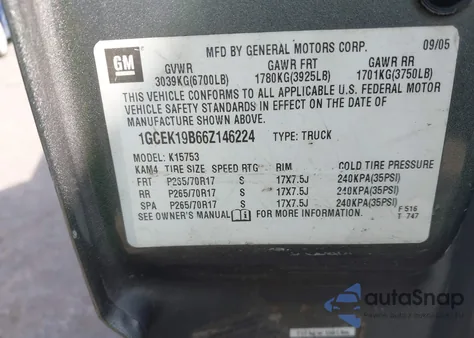 GM
MFD BY GENERAL MOTORS CORP. 09/05
GVWR GAWR FRT GAWR RR
3039KG(6700LB) 1780KG(3925LB) 1701KG(3750LB)
THIS VEHICLE CONFORMS TO ALL APPLICABLE U.S. FEDERAL MOTOR
VEHICLE SAFETY STANDARDS IN EFFECT ON THE DATE OF
MANUFACTURE SHOWN ABOVE.
1GCEK19B66Z146224 TYPE: TRUCK
MODEL: K15753
KAM4 TIRE SIZE SPEED RTG RIM COLD TIRE PRESSURE
FRT P265/70R17 S 17X7.5J 240KPA(35PSI)
RR P265/70R17 S 17X7.5J 240KPA(35PSI)
SPA P265/70R17 S 17X7.5J 240KPA(35PSI)
SEE OWNER'S MANUAL FOR MORE INFORMATION. F 516
T 747
autoSnap